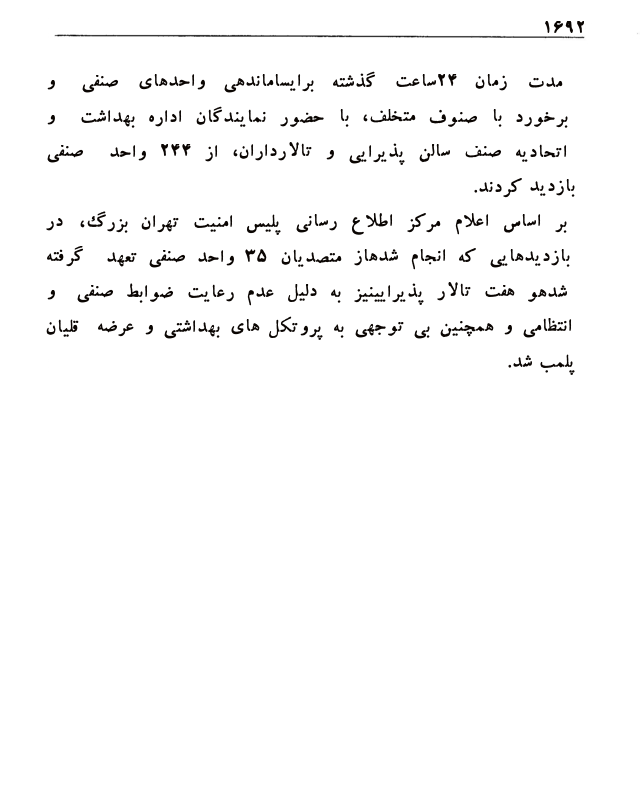 ۱۶۹۲
مدت زمان ۲۴ساعت گذشته برایساماندهی واحدهای صنفی و
برخورد با صنوف متخلف، با حضور نمایندگان اداره بهداشت و
اتحادیه صنف سالن پذیرایی و تالارداران، از ۲۴۴ واحد صنفی
بازدید کردند.
بر اساس اعلام مرکز اطلاع رسانی پلیس امنیت تهران بزرگ، در
بازدیدهایی که انجام شدهاز متصدیان ۳۵ واحد صنفی تعهد گرفته
شدهو هفت تالار پذیرایینیز به دلیل عدم رعایت ضوابط صنفی و
انتظامی و همچنین بی توجهی به پروتکل های بهداشتی و عرضه قلیان
پلمب شد.